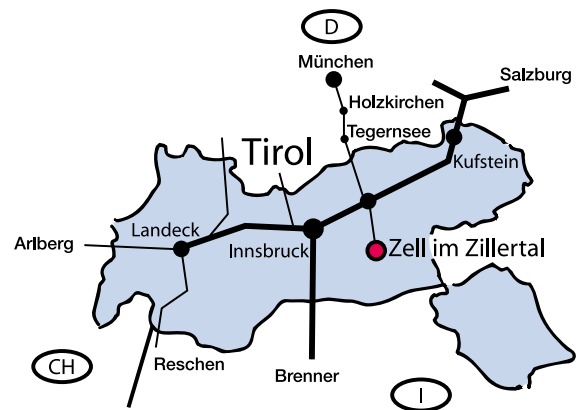 D
München
Salzburg
Holzkirchen
Tegernsee
Tirol
Kufstein
Landeck
Arlberg
Innsbruck
Zell im Zillertal
CH
Reschen
Brenner
I